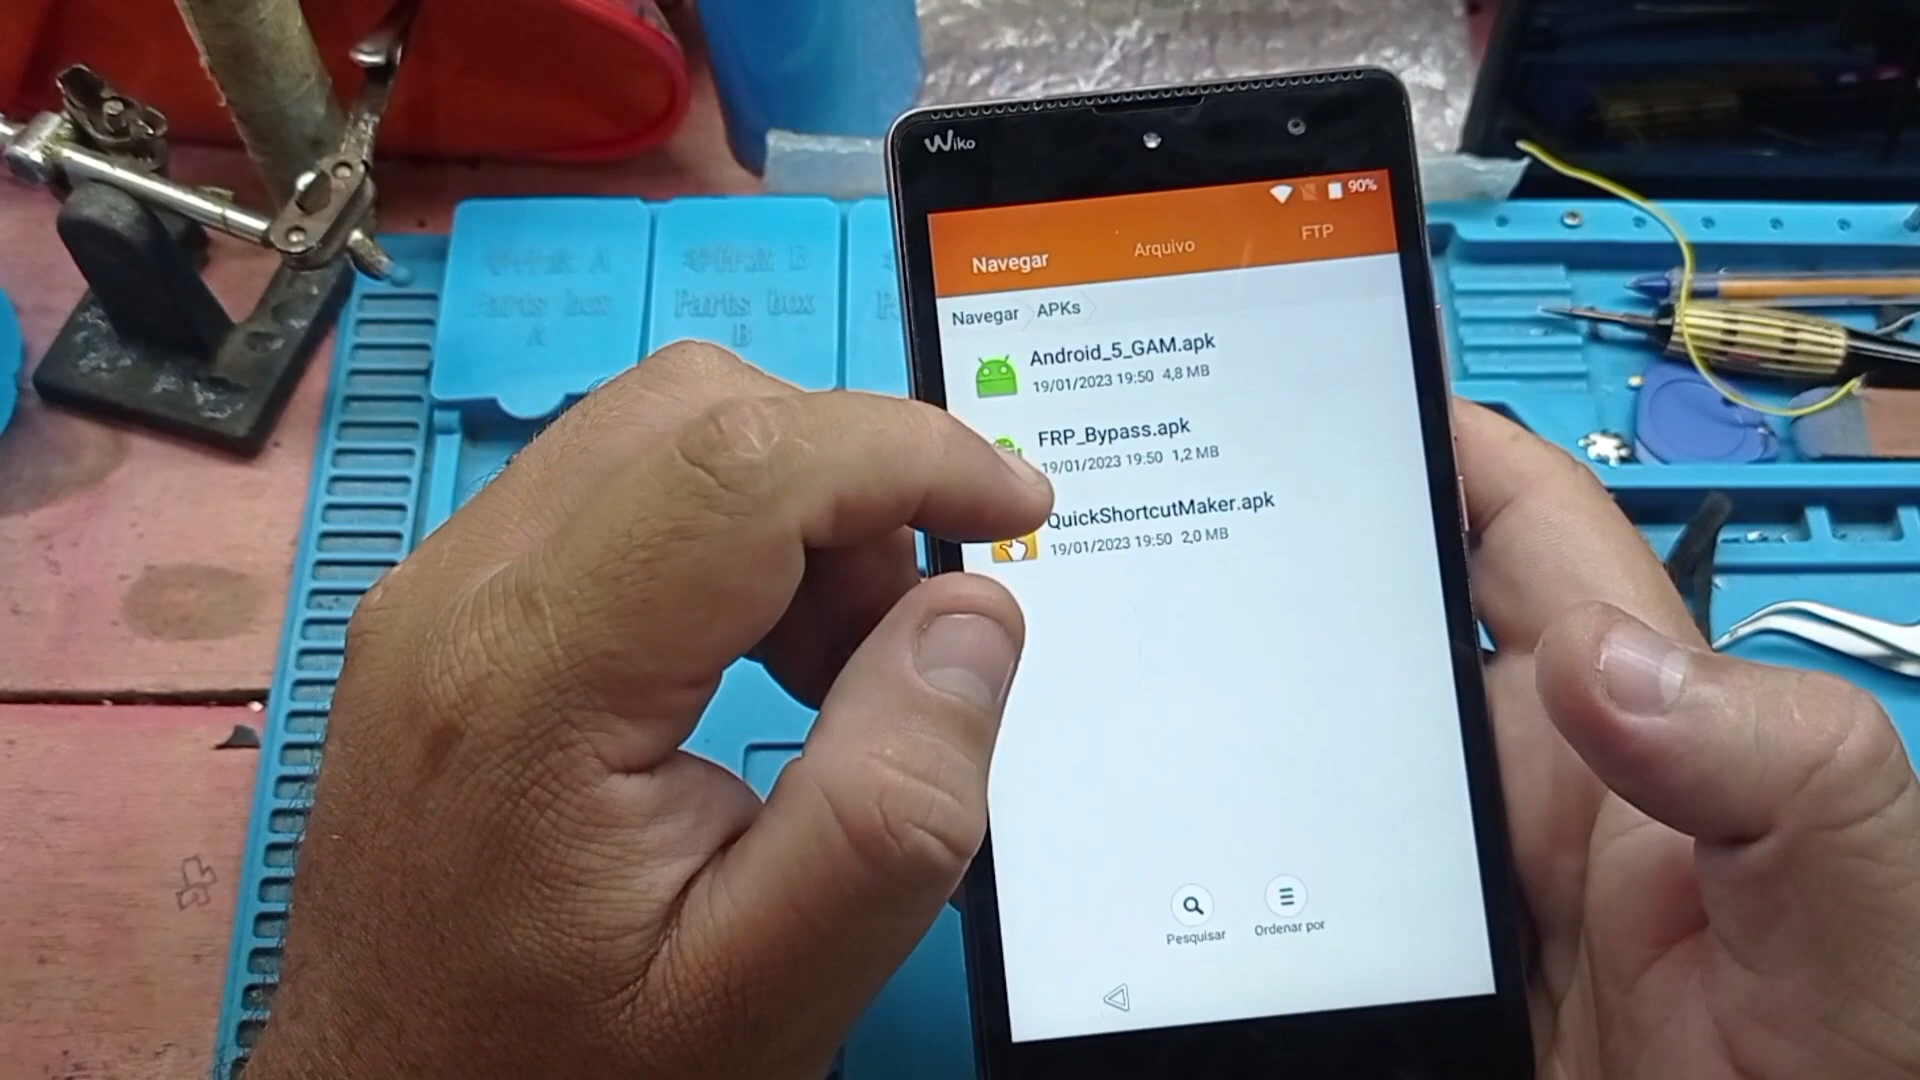 Wiko
90%
Navegar
Arquivo
FTP
Navegar
APKs
Android_5_GAM.apk
19/01/2023 19:50 4,8 MB
FRP_Bypass.apk
19/01/2023 19:50 1,2 MB
QuickShortcutMaker.apk
19/01/2023 19:50 2,0 MB
Pesquisar
Ordenar por
A
Parts box
A
B
Parts box
B